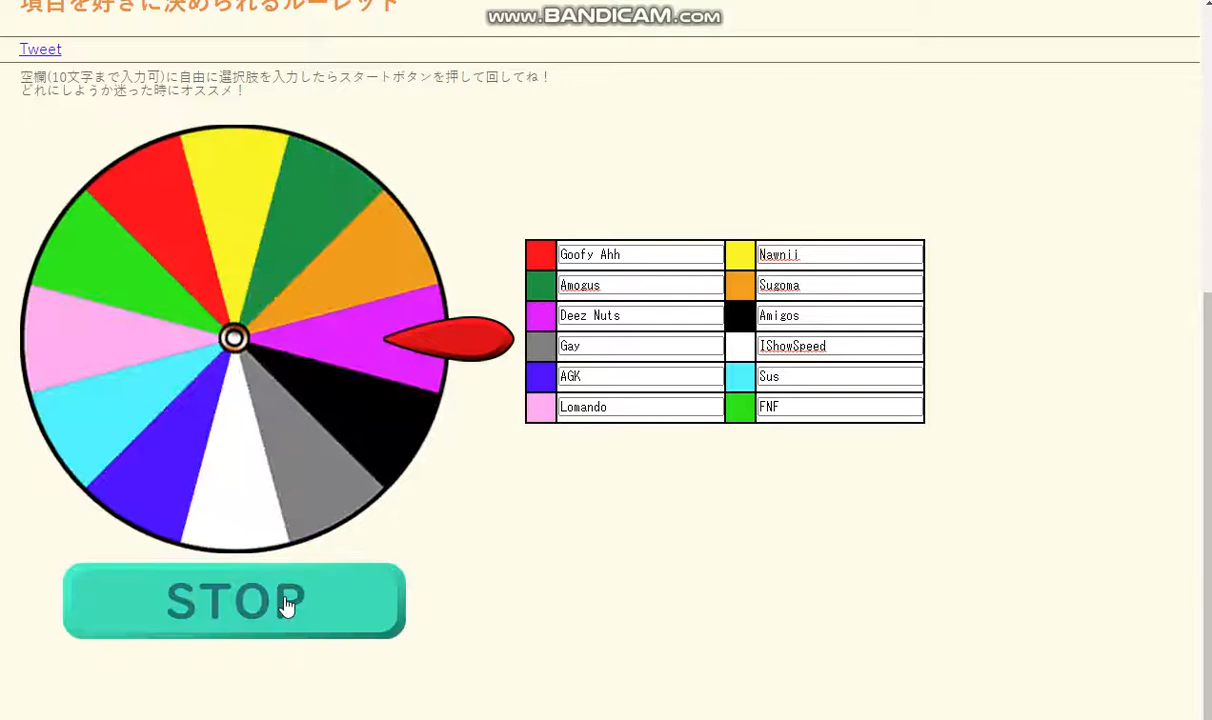 項目を好きに決められるルーレット
www.BANDICAM.com
Tweet
空欄(10文字まで入力可)に自由に選択肢を入力したらスタートボタンを押して回してね！
どれにしようか迷った時にオススメ！
Goofy Ahh Nawnii
Amogus Sugoma
Deez Nuts Amigos
Gay IShowSpeed
AGK Sus
Lomando FNF
STOP